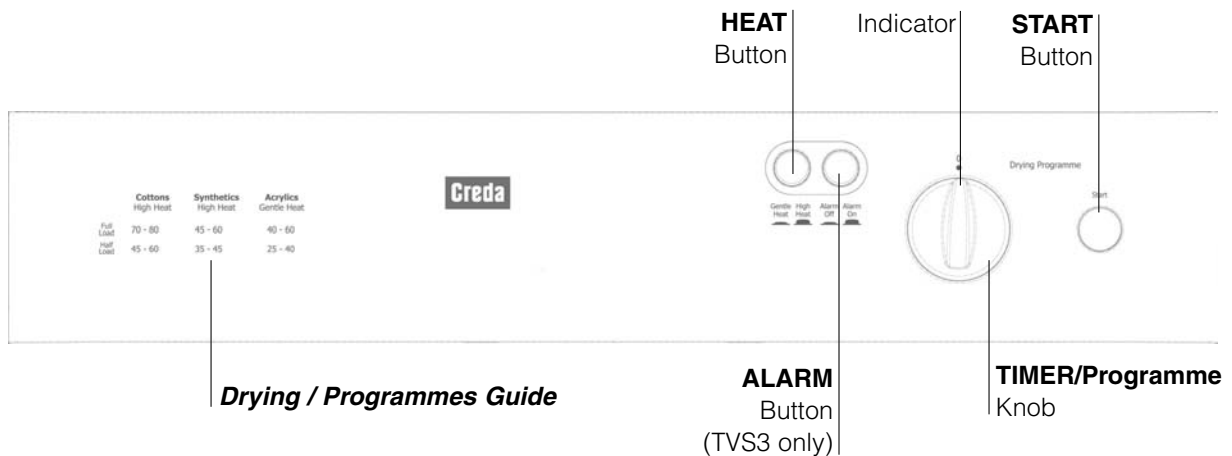 HEAT
Button
Indicator
START
Button
Cottons Synthetics Acrylics
High Heat High Heat Gentle Heat
Full Load 70 - 80 45 - 60 40 - 60
Half Load 45 - 60 35 - 45 25 - 40
Creda
Gentle Heat High Heat Alarm Off Alarm On
0
Drying Programme
Start
Drying / Programmes Guide
ALARM
Button
(TVS3 only)
TIMER/Programme
Knob